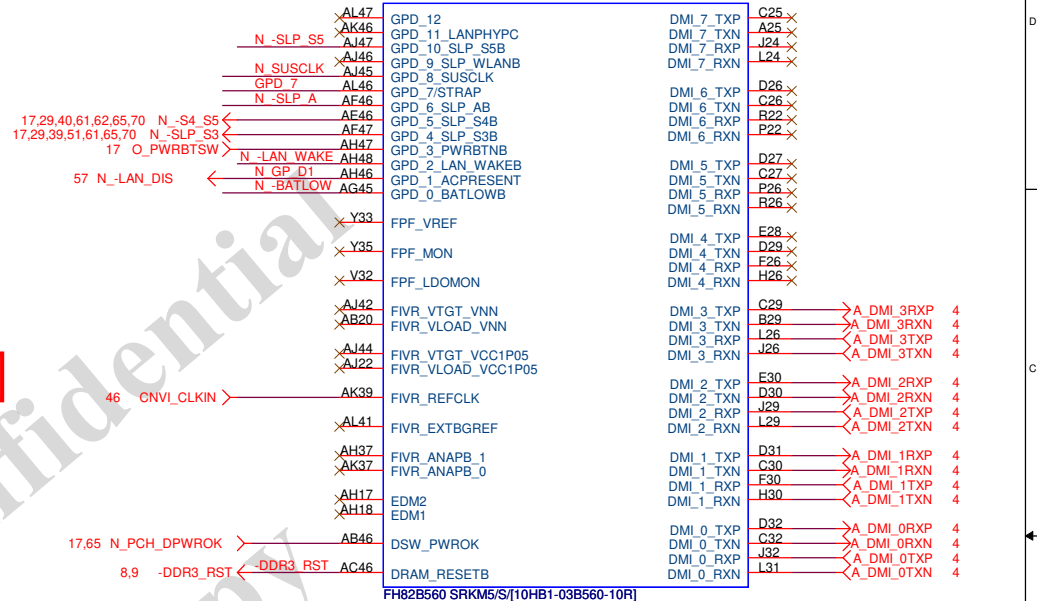 AL47 GPD_12 DMI_7_TXP C25
AK46 GPD_11_LANPHYPC DMI_7_TXN A25
N_-SLP_S5 AJ47 GPD_10_SLP_S5B DMI_7_RXP J24
AJ46 GPD_9_SLP_WLANB DMI_7_RXN L24
N_SUSCLK AJ45 GPD_8_SUSCLK
GPD_7 AL46 GPD_7/STRAP DMI_6_TXP D26
N_-SLP_A AF46 GPD_6_SLP_AB DMI_6_TXN C26
17,29,40,61,62,65,70 N_-S4_S5 AE46 GPD_5_SLP_S4B DMI_6_RXP R22
17,29,39,51,61,65,70 N_-SLP_S3 AF47 GPD_4_SLP_S3B DMI_6_RXN P22
17 O_PWRBTSW AH47 GPD_3_PWRBTNB
N_-LAN_WAKE AH48 GPD_2_LAN_WAKEB DMI_5_TXP D27
57 N_-LAN_DIS N_GP_D1 AH46 GPD_1_ACPRESENT DMI_5_TXN C27
N_-BATLOW AG45 GPD_0_BATLOWB DMI_5_RXP P26
DMI_5_RXN R26
Y33 FPF_VREF
DMI_4_TXP E28
Y35 FPF_MON DMI_4_TXN D29
DMI_4_RXP F26
V32 FPF_LDOMON DMI_4_RXN H26
AJ42 FIVR_VTGT_VNN DMI_3_TXP C29 A_DMI_3RXP 4
AB20 FIVR_VLOAD_VNN DMI_3_TXN B29 A_DMI_3RXN 4
DMI_3_RXP L26 A_DMI_3TXP 4
AJ44 FIVR_VTGT_VCC1P05 DMI_3_RXN J26 A_DMI_3TXN 4
AJ22 FIVR_VLOAD_VCC1P05
DMI_2_TXP E30 A_DMI_2RXP 4
46 CNVI_CLKIN AK39 FIVR_REFCLK DMI_2_TXN D30 A_DMI_2RXN 4
DMI_2_RXP J29 A_DMI_2TXP 4
AL41 FIVR_EXTBGREF DMI_2_RXN L29 A_DMI_2TXN 4
AH37 FIVR_ANAPB_1 DMI_1_TXP D31 A_DMI_1RXP 4
AK37 FIVR_ANAPB_0 DMI_1_TXN C30 A_DMI_1RXN 4
DMI_1_RXP F30 A_DMI_1TXP 4
AH17 EDM2 DMI_1_RXN H30 A_DMI_1TXN 4
AH18 EDM1
DMI_0_TXP D32 A_DMI_0RXP 4
17,65 N_PCH_DPWROK AB46 DSW_PWROK DMI_0_TXN C32 A_DMI_0RXN 4
DMI_0_RXP J32 A_DMI_0TXP 4
8,9 -DDR3_RST -DDR3_RST AC46 DRAM_RESETB DMI_0_RXN L31 A_DMI_0TXN 4
FH82B560 SRKM5/S/[10HB1-03B560-10R]
D
C